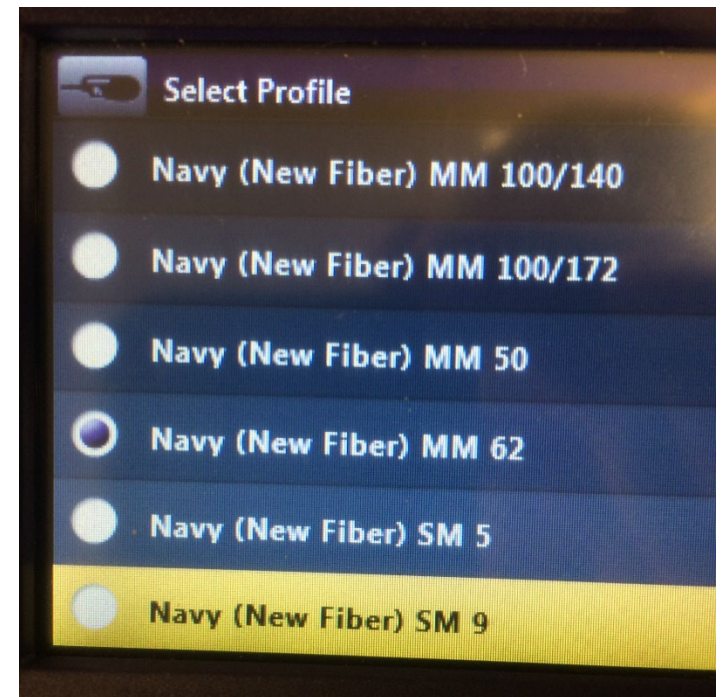 Select Profile
Navy (New Fiber) MM 100/140
Navy (New Fiber) MM 100/172
Navy (New Fiber) MM 50
Navy (New Fiber) MM 62
Navy (New Fiber) SM 5
Navy (New Fiber) SM 9